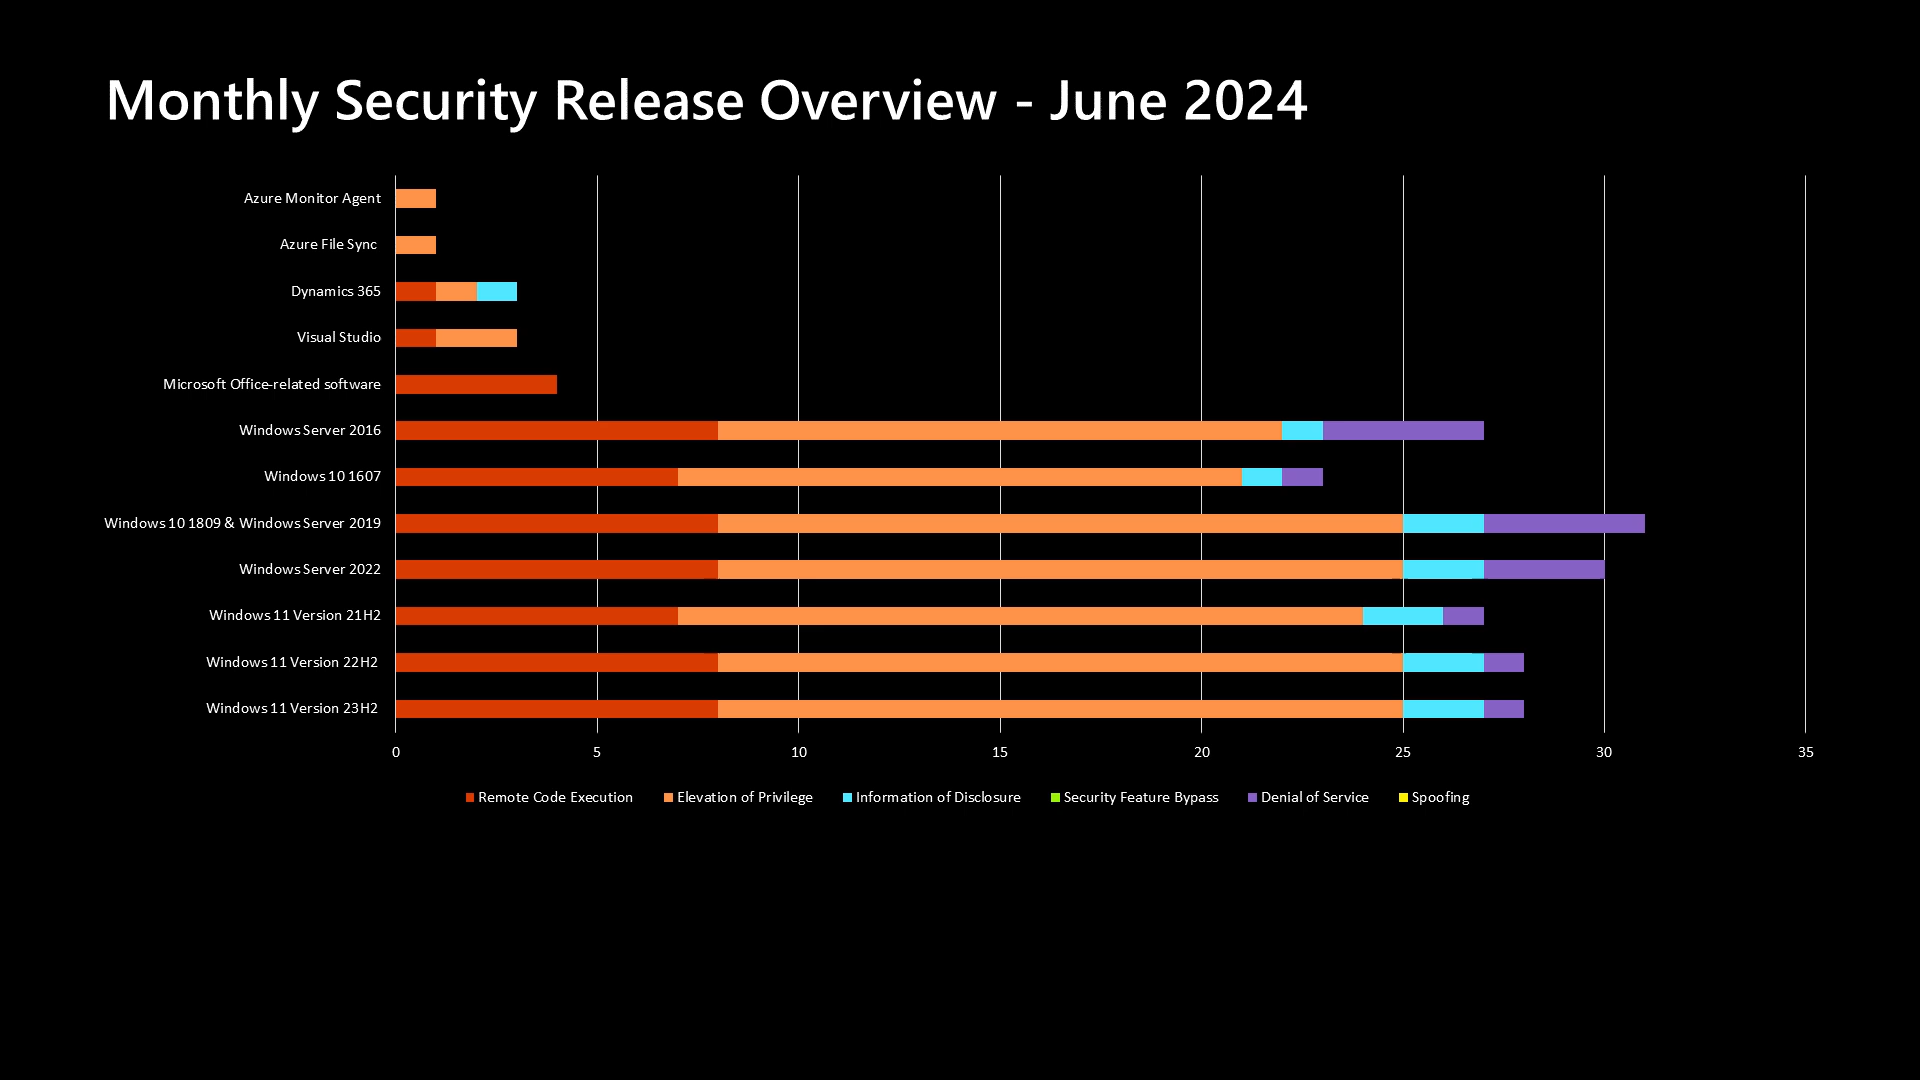 Monthly Security Release Overview - June 2024
Azure Monitor Agent
Azure File Sync
Dynamics 365
Visual Studio
Microsoft Office-related software
Windows Server 2016
Windows 10 1607
Windows 10 1809 & Windows Server 2019
Windows Server 2022
Windows 11 Version 21H2
Windows 11 Version 22H2
Windows 11 Version 23H2
0 5 10 15 20 25 30 35
Remote Code Execution Elevation of Privilege Information of Disclosure Security Feature Bypass Denial of Service Spoofing